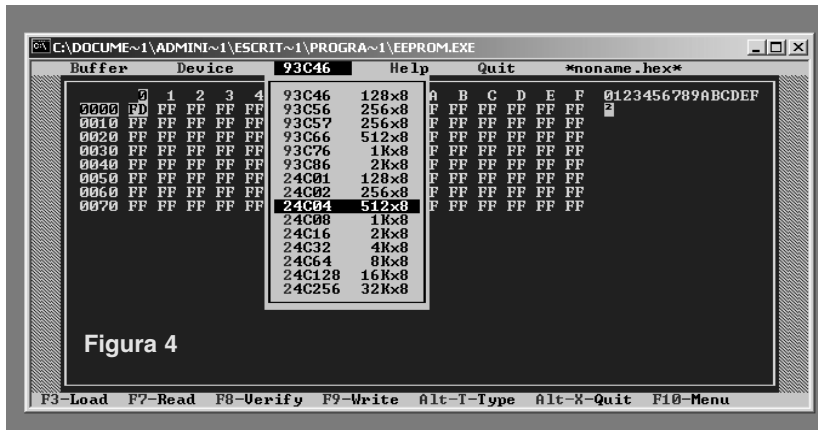 C:\DOCUME~1\ADMINI~1\ESCRIT~1\PROGRA~1\EEPROM.EXE
Buffer Device 93C46 Help Quit *noname.hex*
0 1 2 3 4 93C46 128x8 A B C D E F 0123456789ABCDEF
0000 FD FF FF FF FF 93C56 256x8 F FF FF FF FF FF ²
0010 FF FF FF FF FF 93C57 256x8 F FF FF FF FF FF
0020 FF FF FF FF FF 93C66 512x8 F FF FF FF FF FF
0030 FF FF FF FF FF 93C76 1Kx8 F FF FF FF FF FF
0040 FF FF FF FF FF 93C86 2Kx8 F FF FF FF FF FF
0050 FF FF FF FF FF 24C01 128x8 F FF FF FF FF FF
0060 FF FF FF FF FF 24C02 256x8 F FF FF FF FF FF
0070 FF FF FF FF FF 24C04 512x8 F FF FF FF FF FF
24C08 1Kx8
24C16 2Kx8
24C32 4Kx8
24C64 8Kx8
24C128 16Kx8
24C256 32Kx8
Figura 4
F3-Load F7-Read F8-Verify F9-Write Alt-T-Type Alt-X-Quit F10-Menu